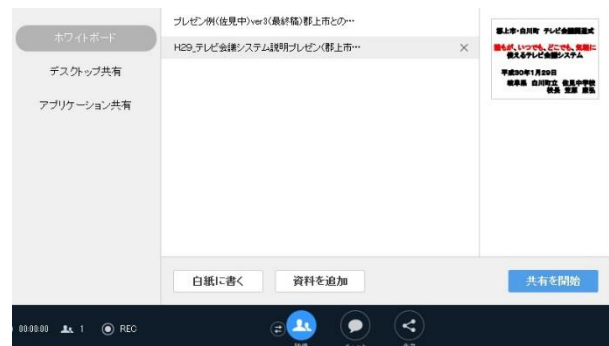 ホワイトボード
デスクトップ共有
アプリケーション共有
プレゼン例(佐見中)ver3(最終稿)郡上市との…
H29_テレビ会議システム説明プレゼン(郡上市…
×
郡上市・白川町 テレビ会議開通式
誰もが、いつでも、どこでも、気軽に
使えるテレビ会議システム
平成30年1月29日
岐阜県 白川町立 佐見中学校
校長
白紙に書く
資料を追加
共有を開始
00:00:00
1
REC